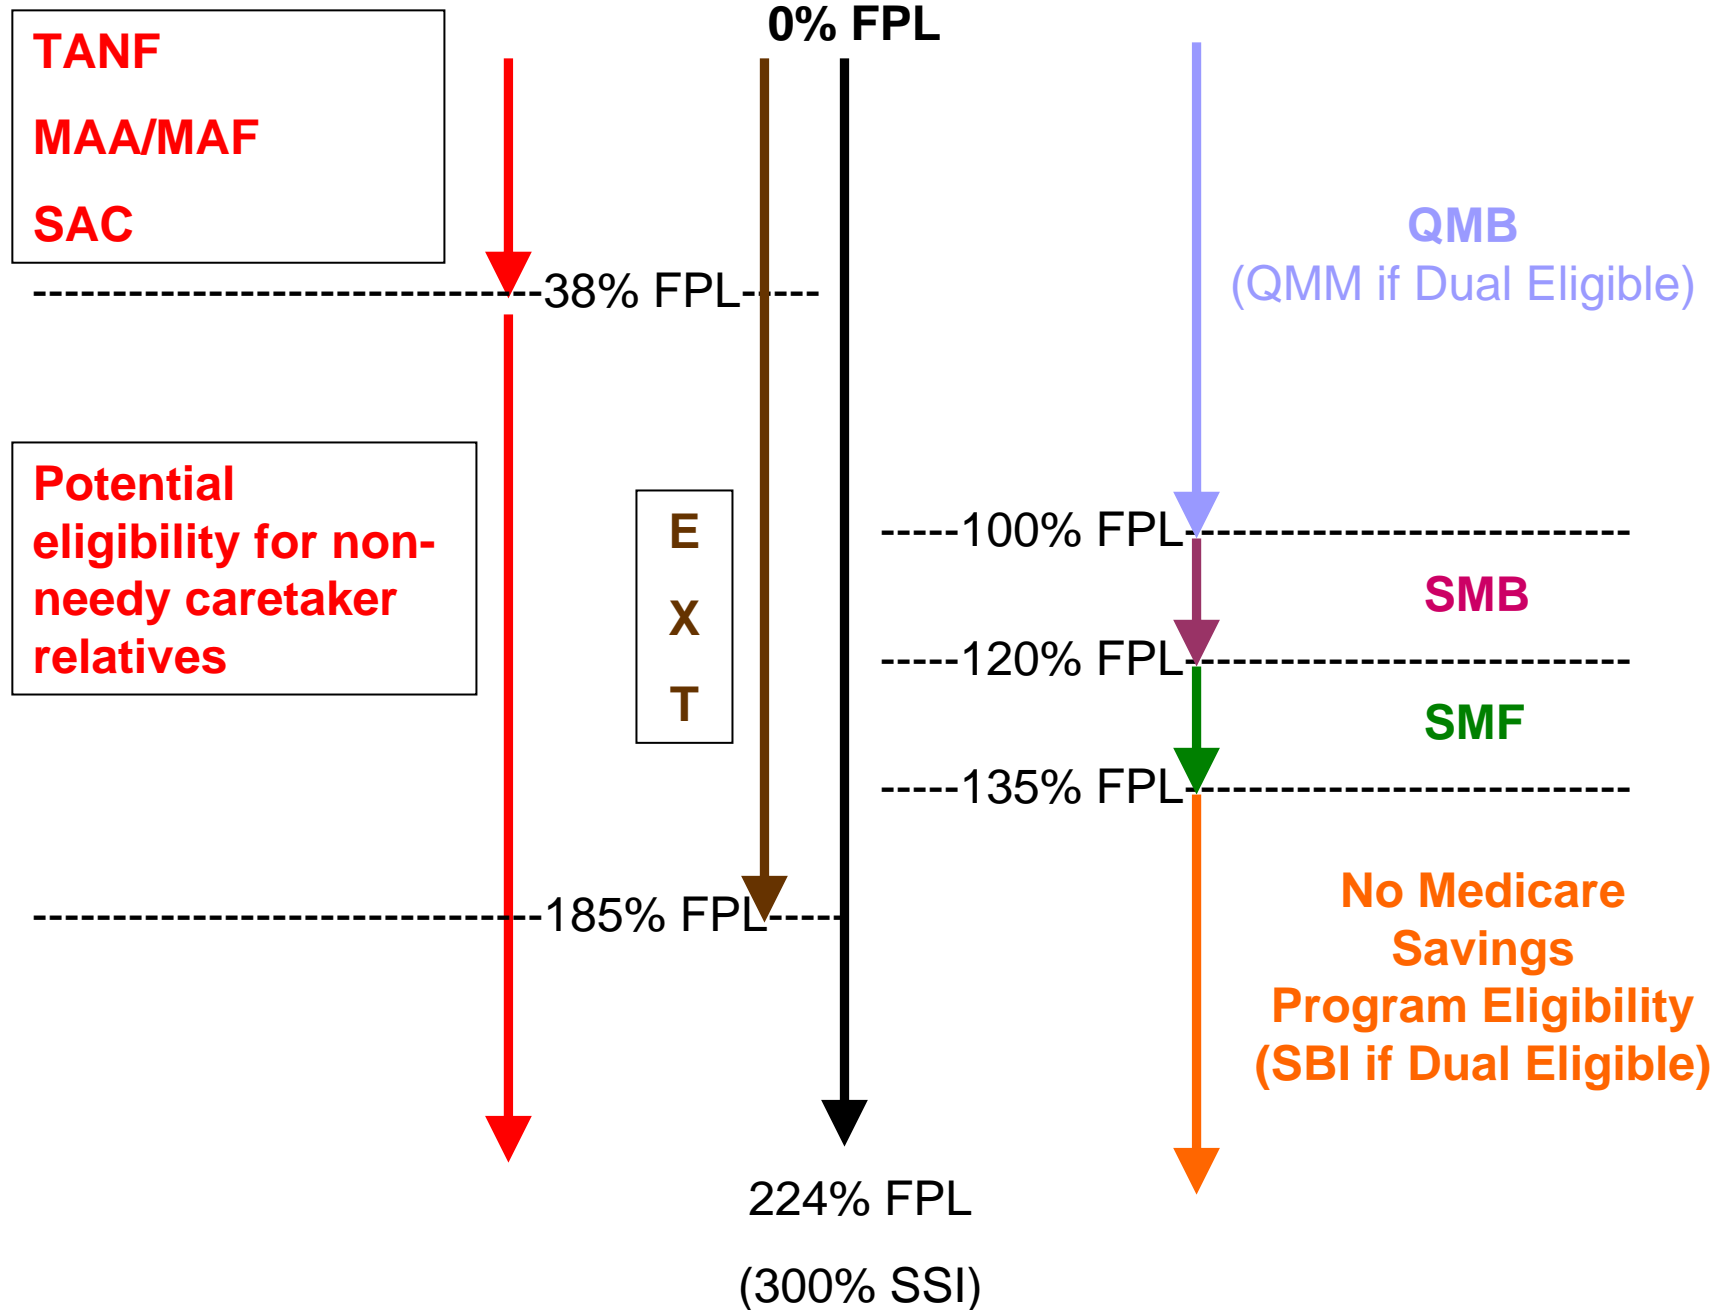 0% FPL
TANF
MAA/MAF
SAC
--------------------------------38% FPL-----
QMB
(QMM if Dual Eligible)
Potential
eligibility for non-
needy caretaker
relatives
E
X
T
-----100% FPL-----------------------------
SMB
-----120% FPL-----------------------------
SMF
-----135% FPL-----------------------------
--------------------------------185% FPL-----
No Medicare
Savings
Program Eligibility
(SBI if Dual Eligible)
224% FPL
(300% SSI)